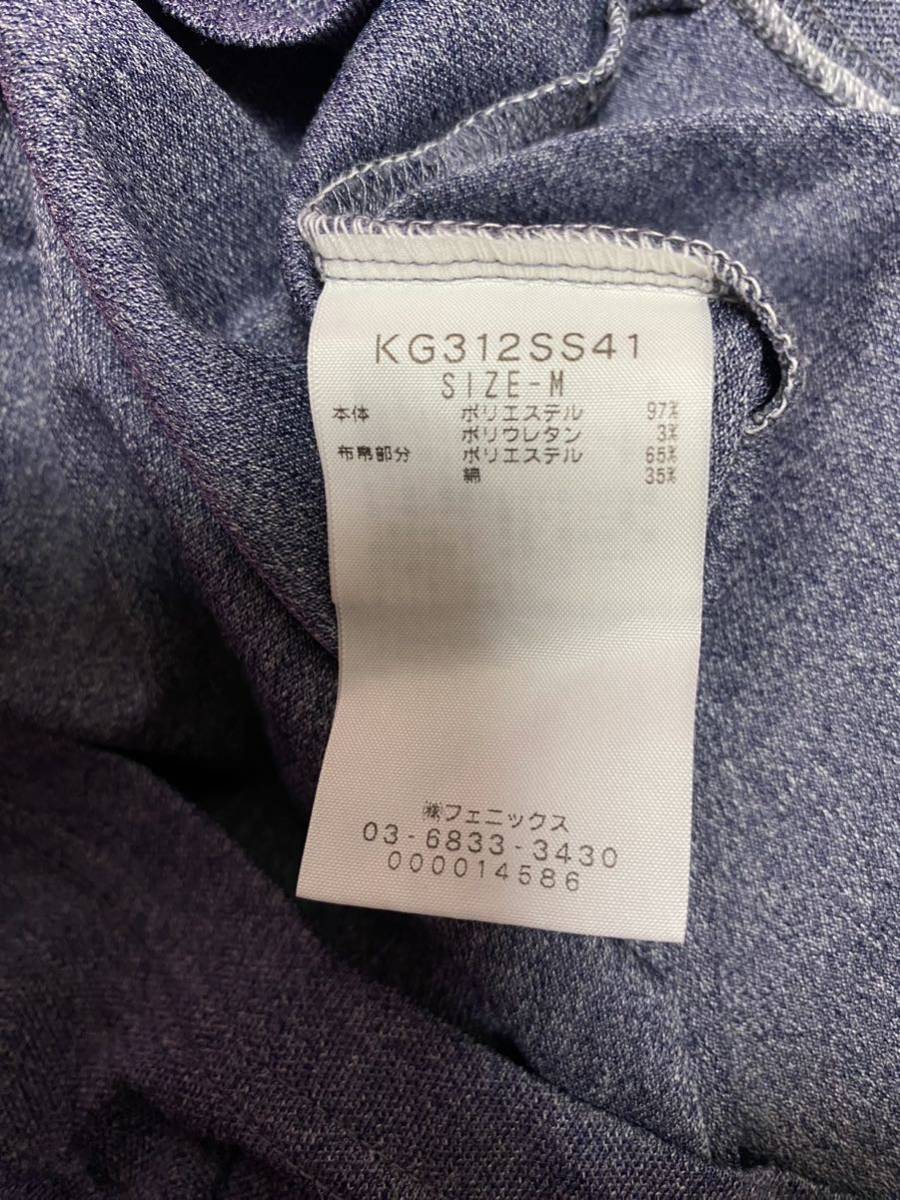 KG312SS41
SIZE-M
本体 ポリエステル 97%
ポリウレタン 3%
布帛部分 ポリエステル 65%
綿 35%
㈱フェニックス
03-6833-3430
000014586